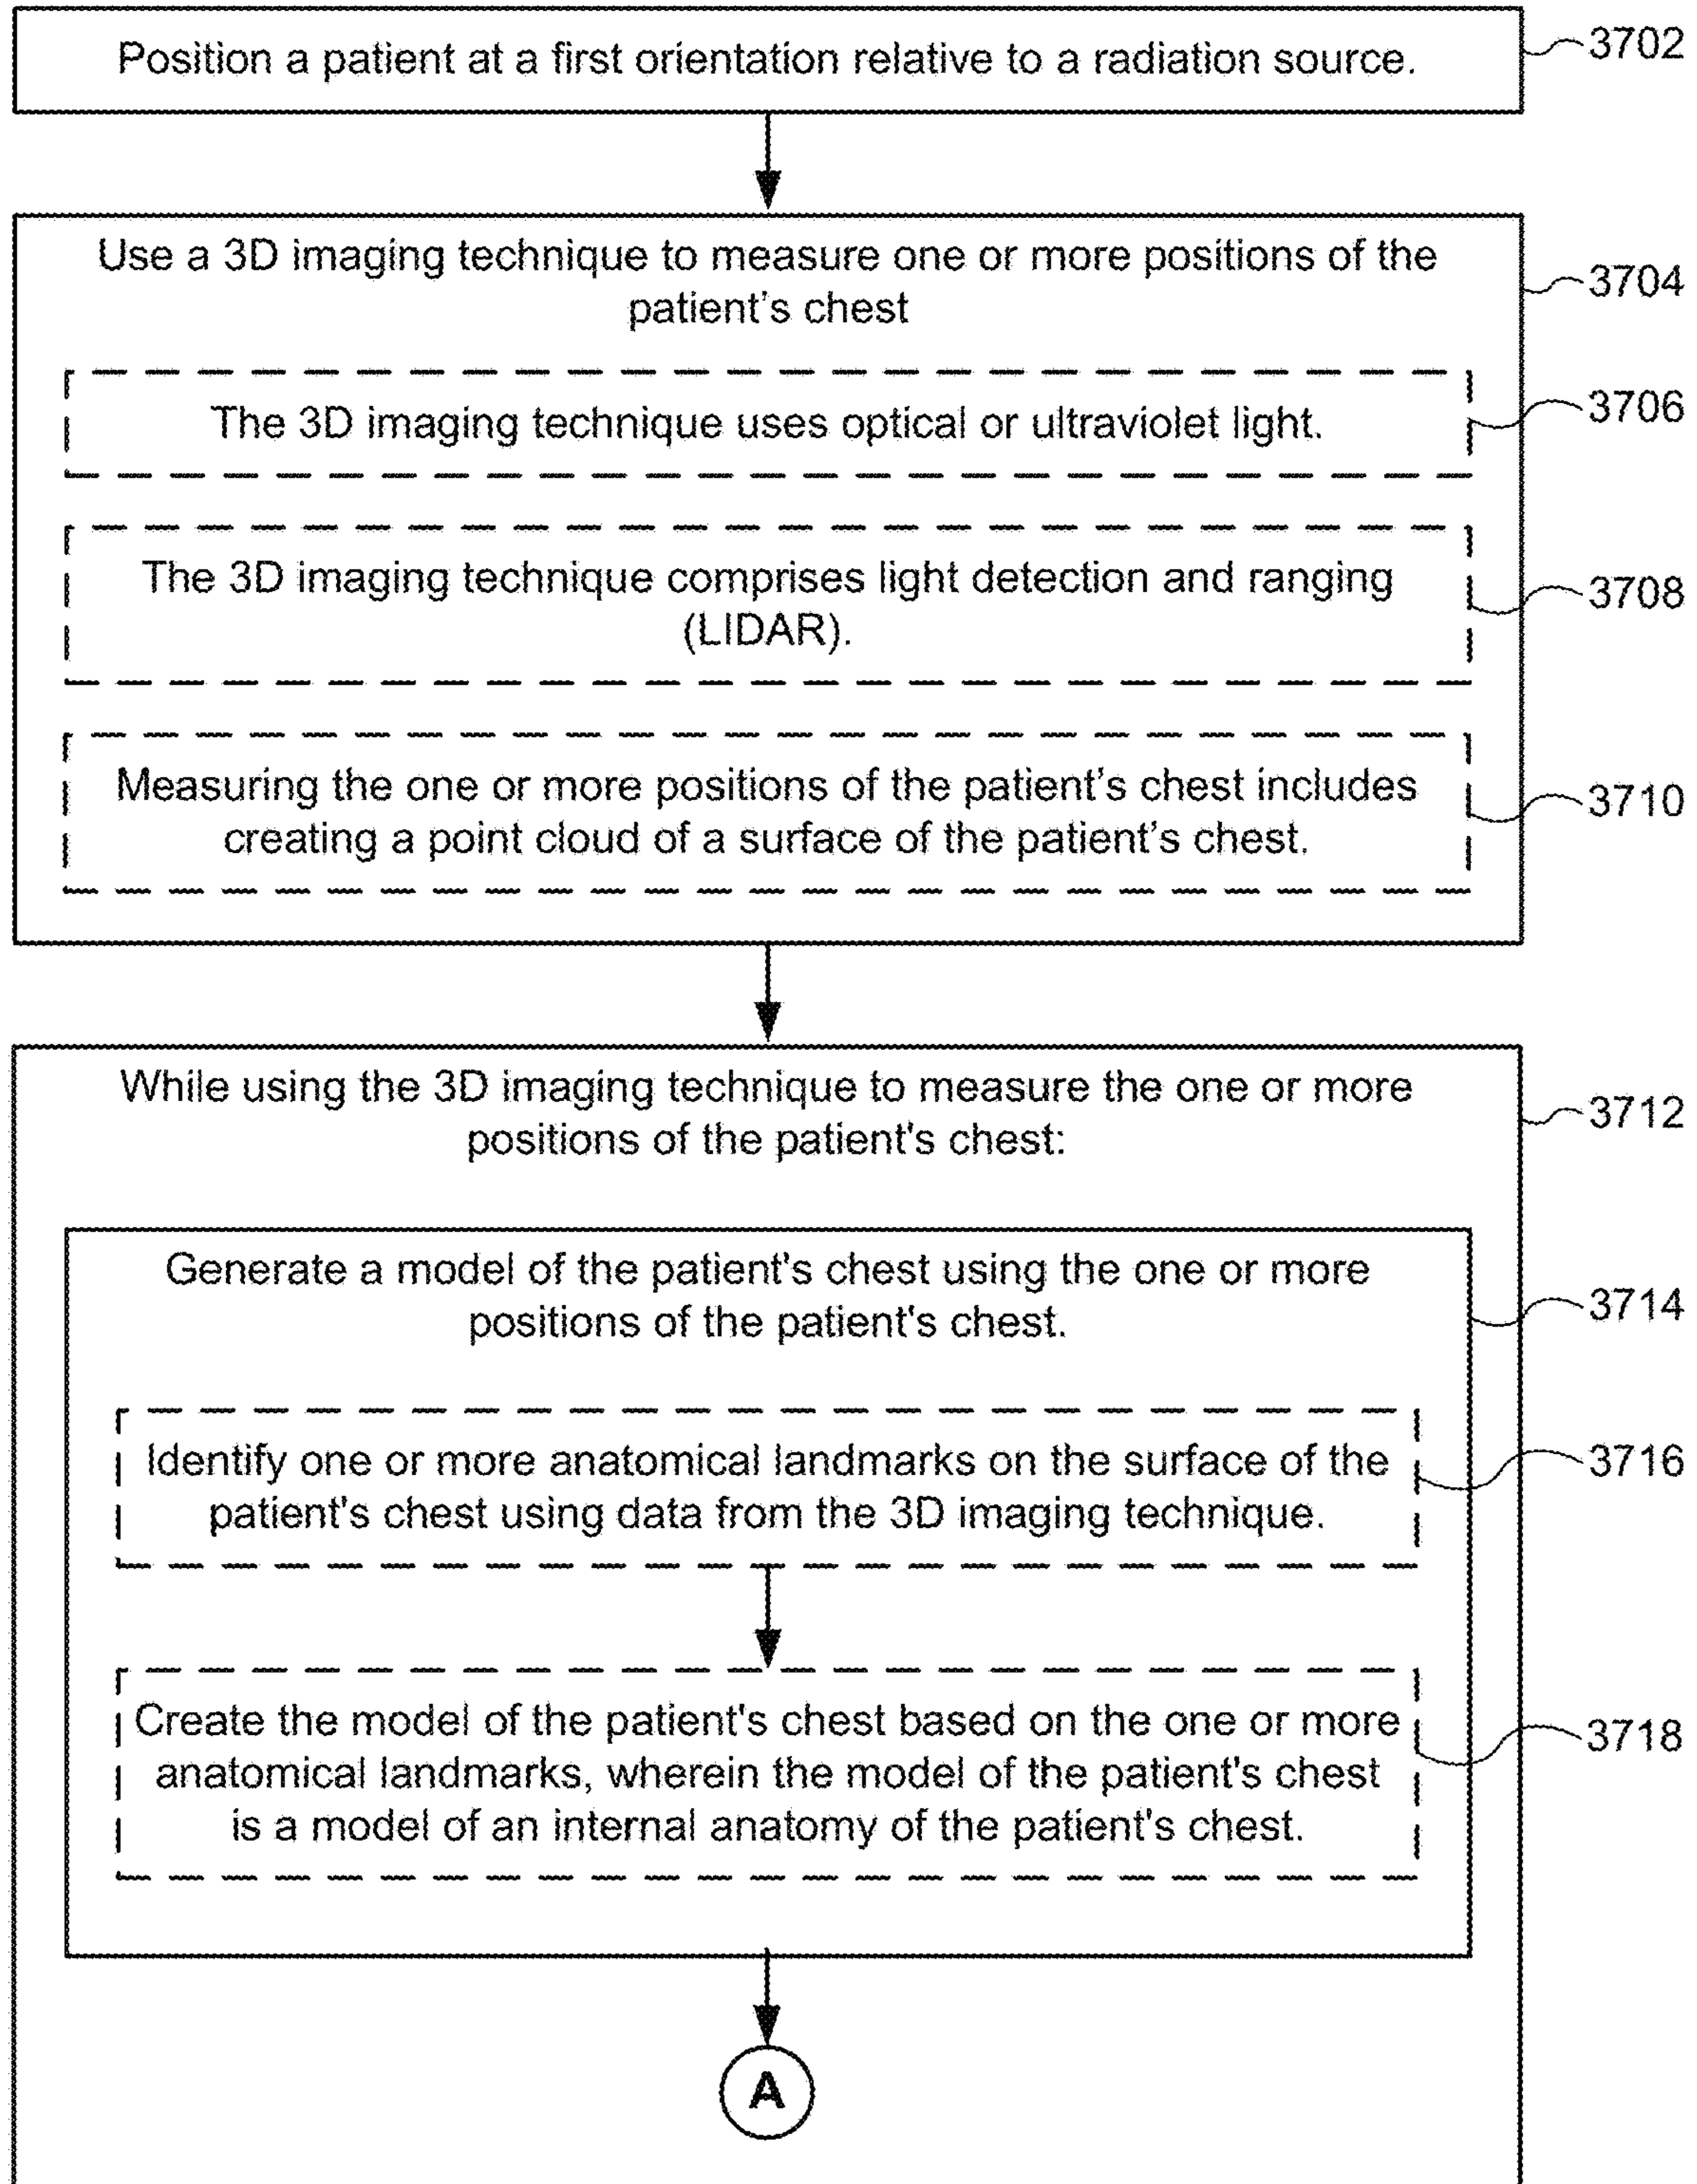 Position a patient at a first orientation relative to a radiation source.
3702
Use a 3D imaging technique to measure one or more positions of the
patient’s chest
3704
The 3D imaging technique uses optical or ultraviolet light.
3706
The 3D imaging technique comprises light detection and ranging
(LIDAR).
3708
Measuring the one or more positions of the patient’s chest includes
creating a point cloud of a surface of the patient’s chest.
3710
While using the 3D imaging technique to measure the one or more
positions of the patient's chest:
3712
Generate a model of the patient's chest using the one or more
positions of the patient's chest.
3714
Identify one or more anatomical landmarks on the surface of the
patient's chest using data from the 3D imaging technique.
3716
Create the model of the patient's chest based on the one or more
anatomical landmarks, wherein the model of the patient's chest
is a model of an internal anatomy of the patient's chest.
3718
A